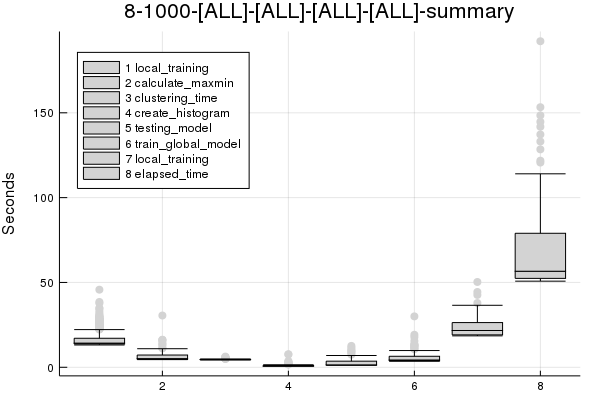 8-1000-[ALL]-[ALL]-[ALL]-[ALL]-summary
1 local_training
2 calculate_maxmin
3 clustering_time
4 create_histogram
5 testing_model
6 train_global_model
7 local_training
8 elapsed_time
Seconds
150
100
50
0
2 4 6 8